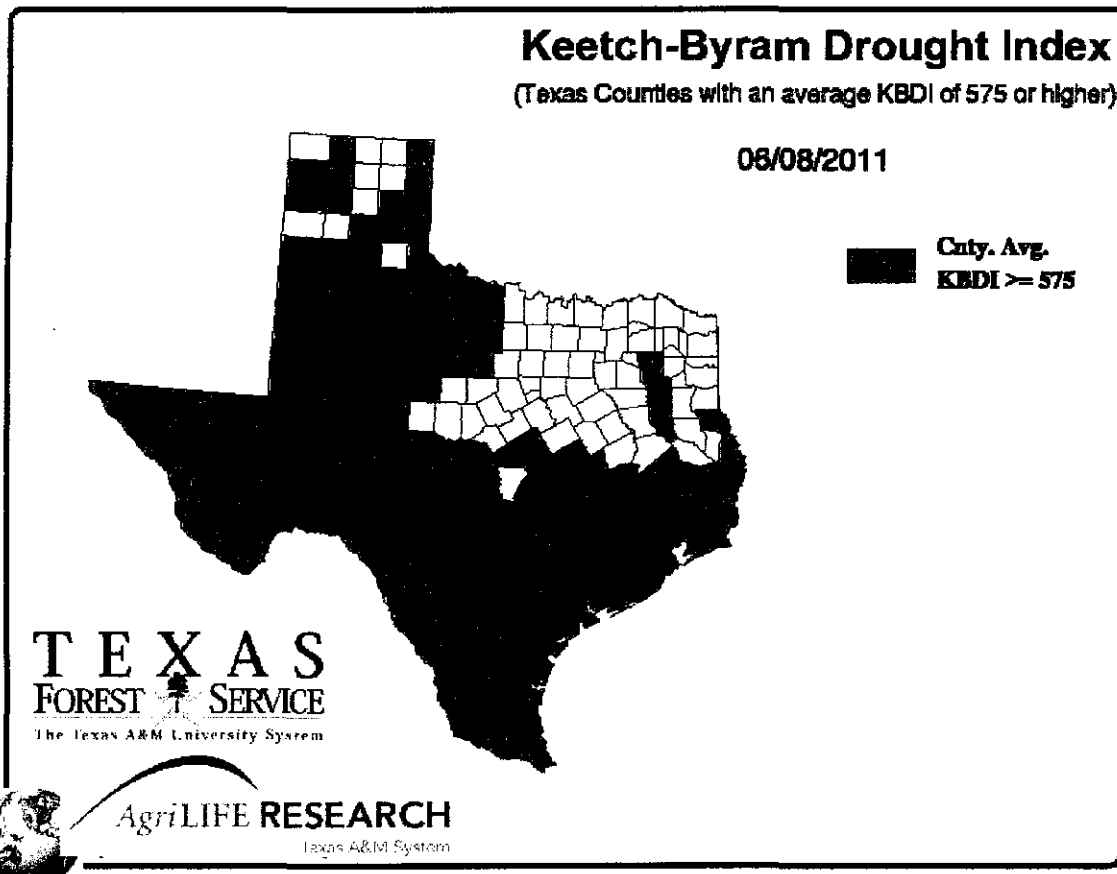 Keetch-Byram Drought Index
(Texas Counties with an average KBDI of 575 or higher)
06/08/2011
Cnty. Avg.
KBDI >= 575
TEXAS
FOREST SERVICE
The Texas A&M University System
AgriLIFE RESEARCH
Texas A&M System